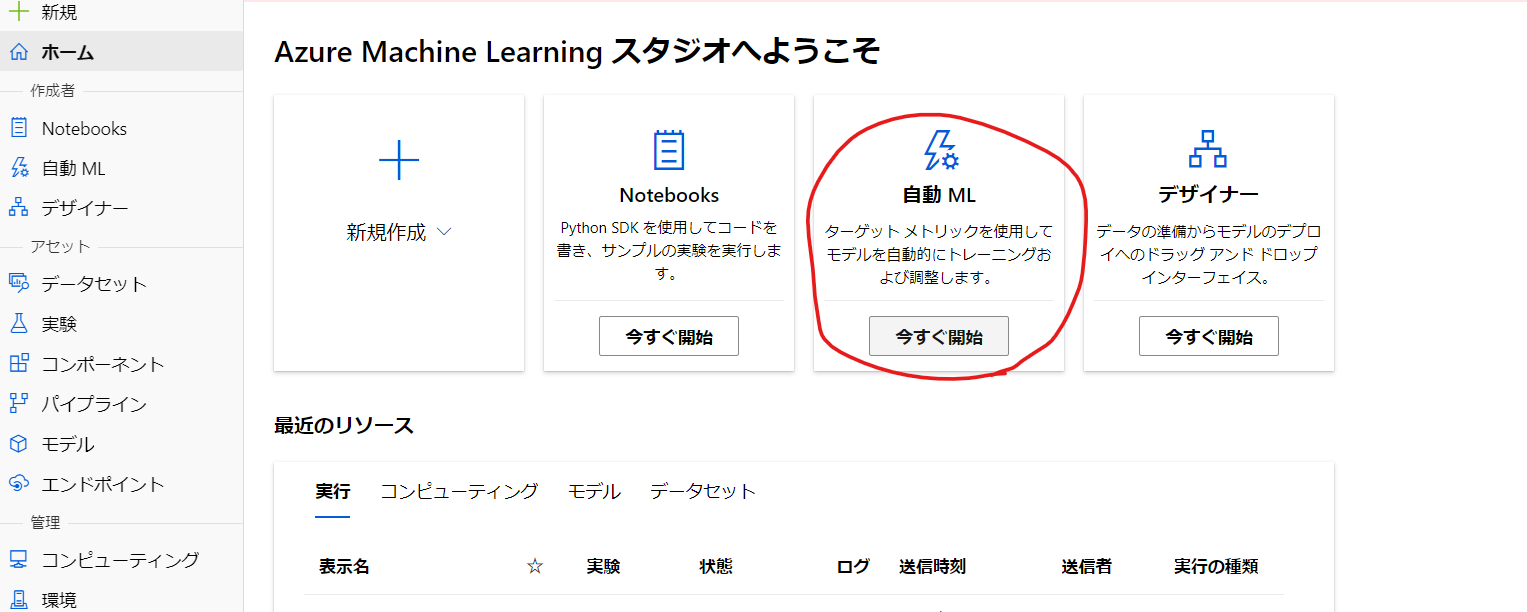 新規
ホーム
作成者
Notebooks
自動 ML
デザイナー
アセット
データセット
実験
コンポーネント
パイプライン
モデル
エンドポイント
管理
コンピューティング
環境
Azure Machine Learning スタジオへようこそ
新規作成
Notebooks
Python SDK を使用してコードを
書き、サンプルの実験を実行しま
す。
今すぐ開始
自動 ML
ターゲット メトリックを使用して
モデルを自動的にトレーニングお
よび調整します。
今すぐ開始
デザイナー
データの準備からモデルのデプロ
イへのドラッグ アンド ドロップ
インターフェイス。
今すぐ開始
最近のリソース
実行 コンピューティング モデル データセット
表示名 実験 状態 ログ 送信時刻 送信者 実行の種類